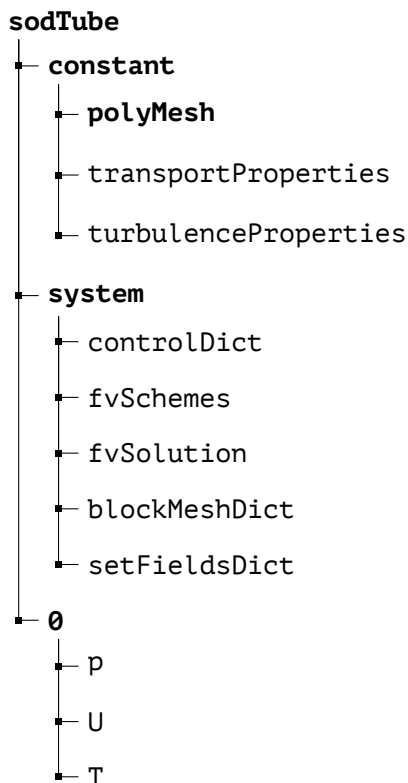 sodTube
constant
polyMesh
transportProperties
turbulenceProperties
system
controlDict
fvSchemes
fvSolution
blockMeshDict
setFieldsDict
0
p
U
T